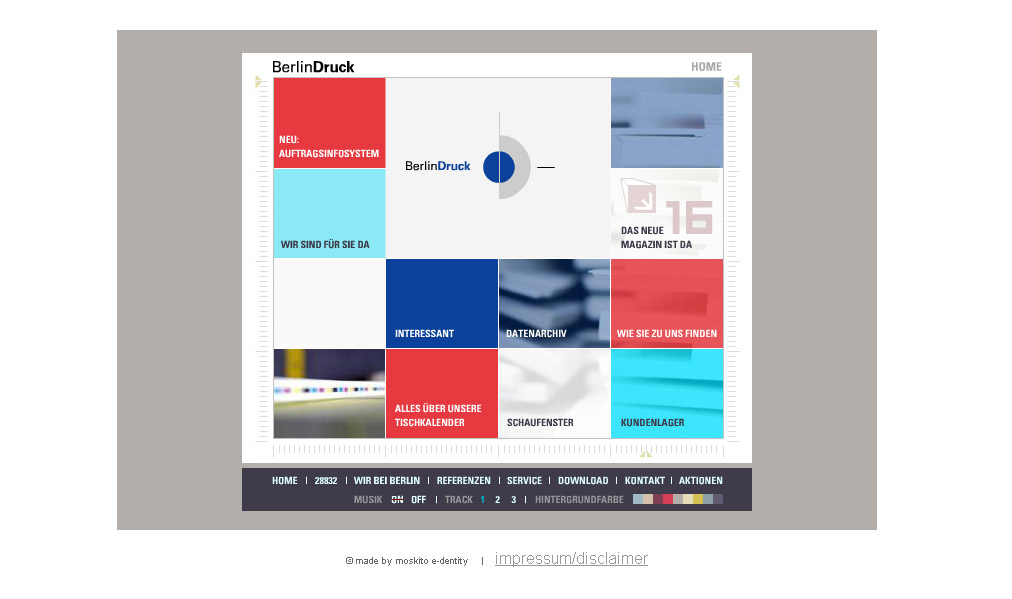 BerlinDruck
HOME
NEU:
AUFTRAGSINFOSYSTEM
BerlinDruck
16
DAS NEUE
MAGAZIN IST DA
WIR SIND FÜR SIE DA
INTERESSANT
DATENARCHIV
WIE SIE ZU UNS FINDEN
ALLES ÜBER UNSERE
TISCHKALENDER
SCHAUFENSTER
KUNDENLAGER
HOME | 28832 | WIR BEI BERLIN | REFERENZEN | SERVICE | DOWNLOAD | KONTAKT | AKTIONEN
MUSIK ON OFF | TRACK 1 2 3 | HINTERGRUNDFARBE
© made by moskito e-dentity | impressum/disclaimer